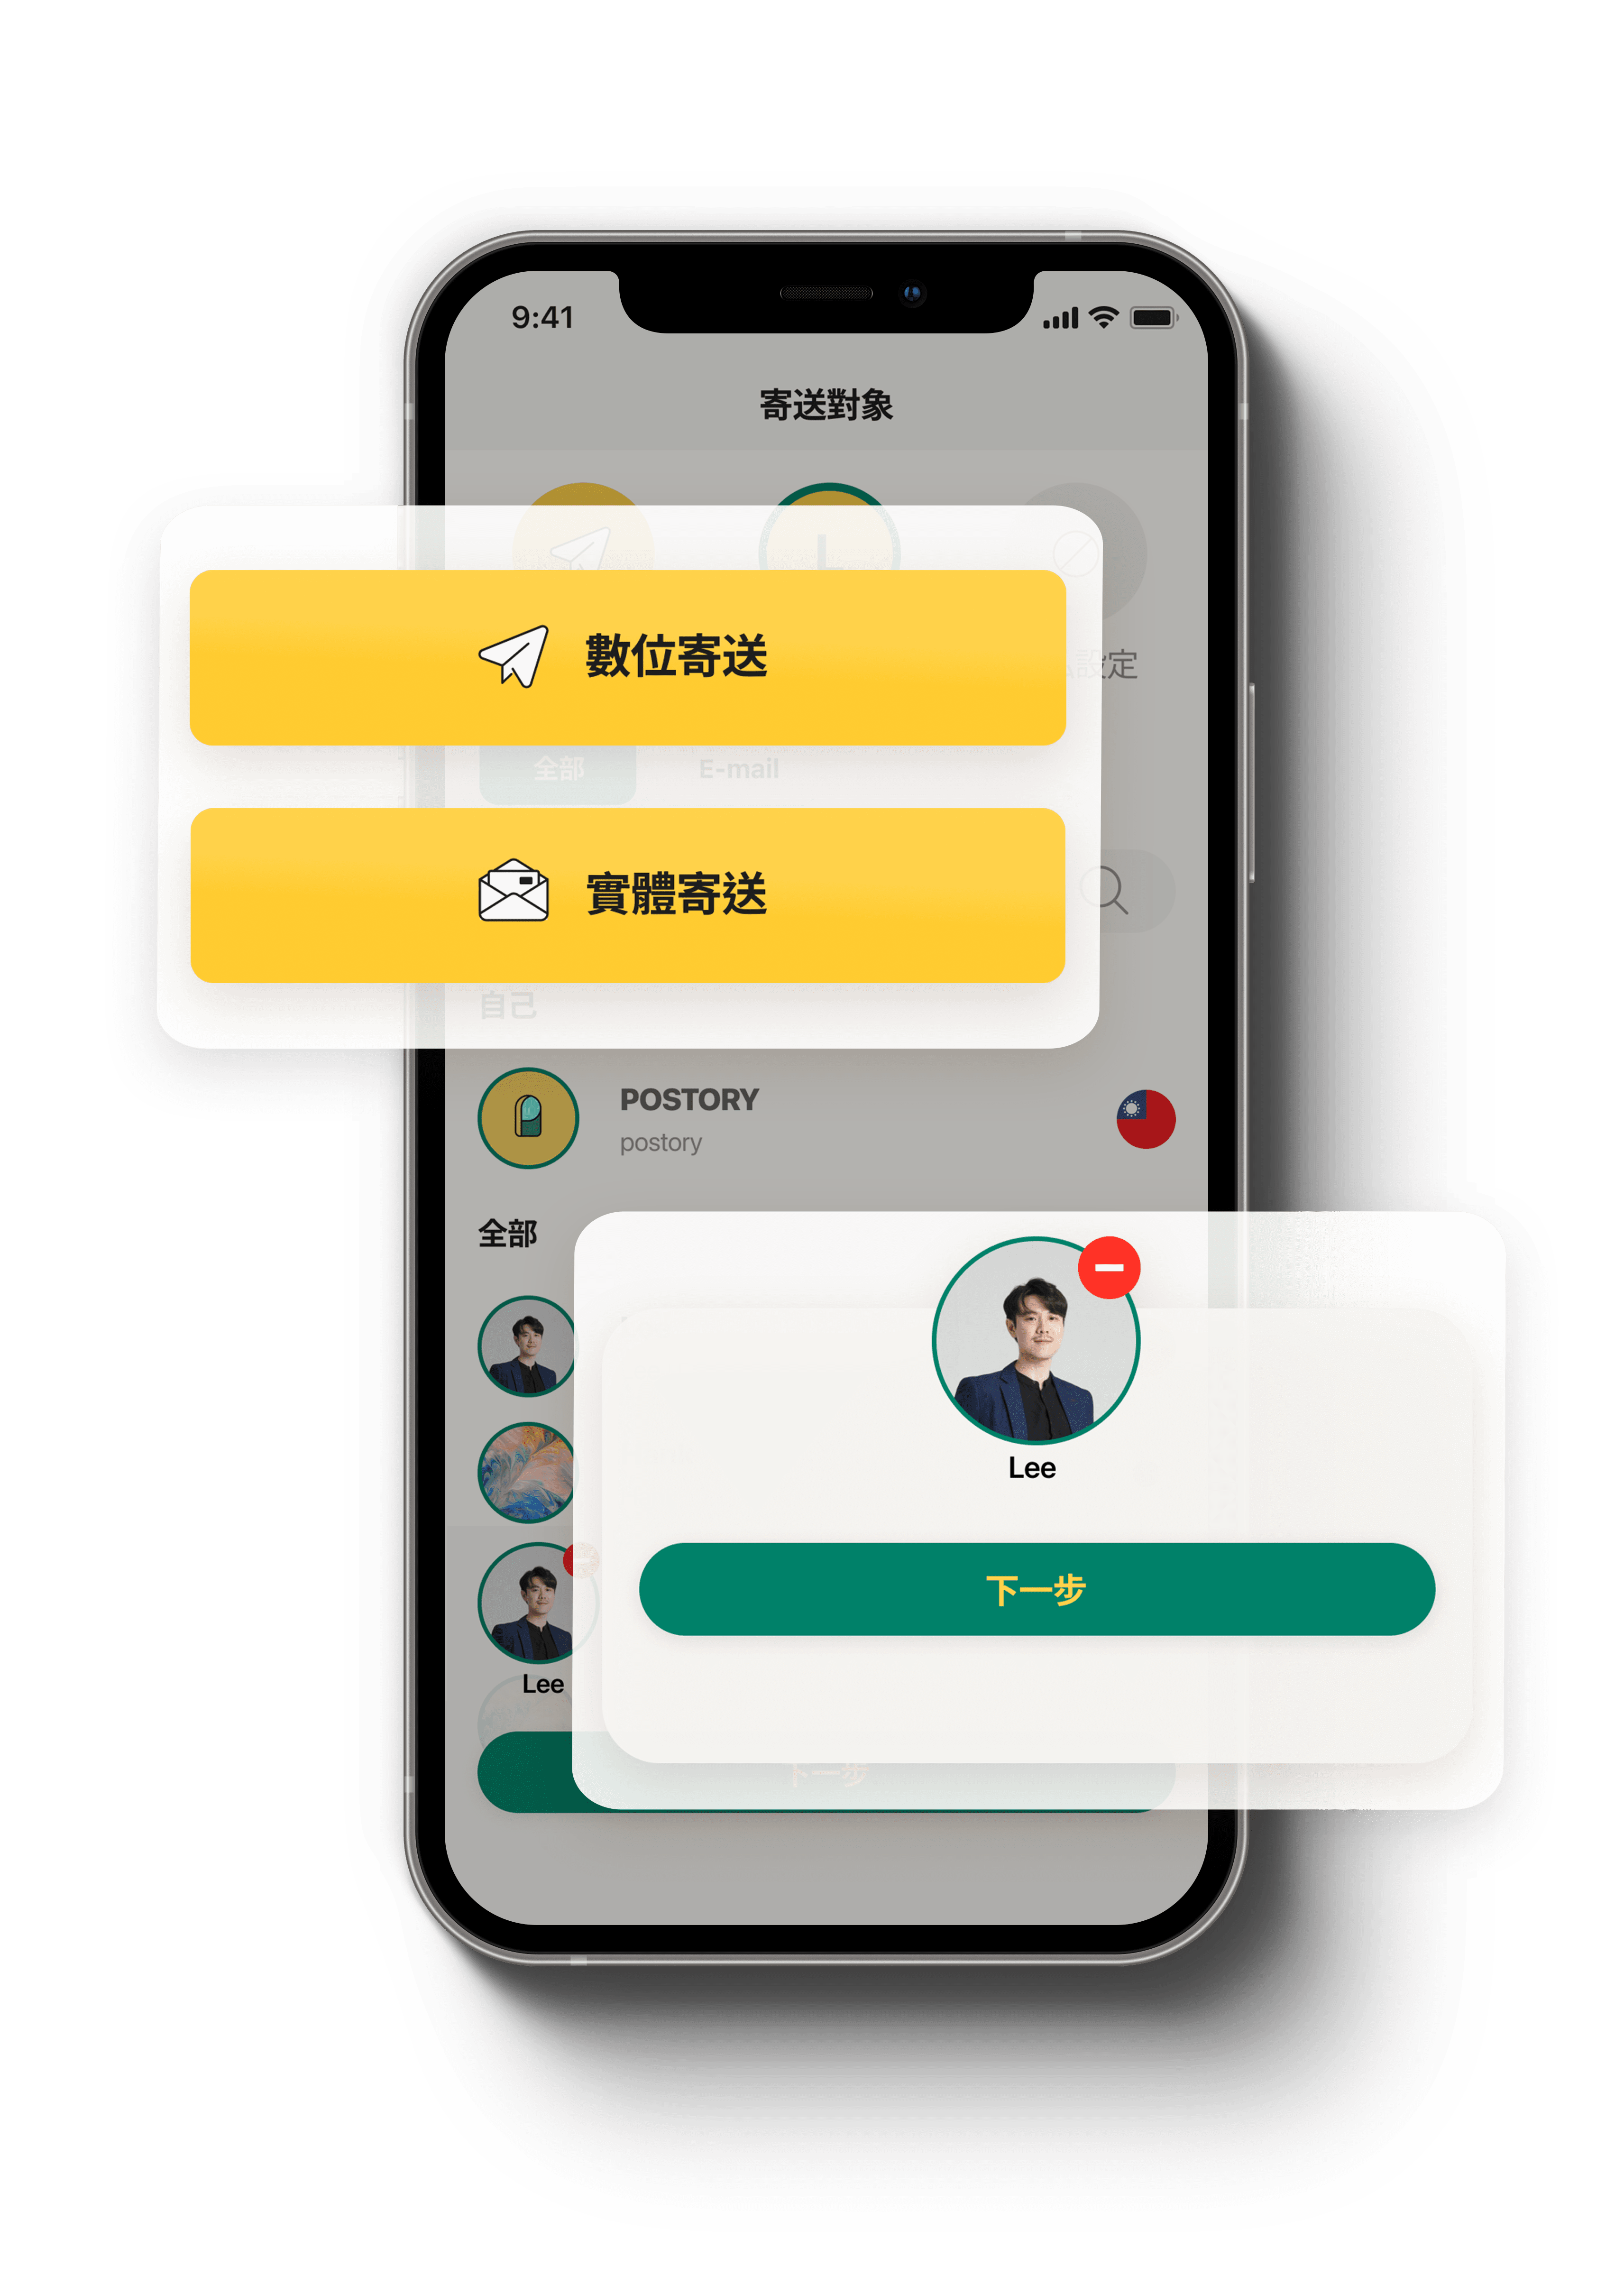 9:41
寄送對象
L
設定
數位寄送
全部
E-mail
實體寄送
自己
POSTORY
postory
全部
Lee
下一步
Lee
下一步